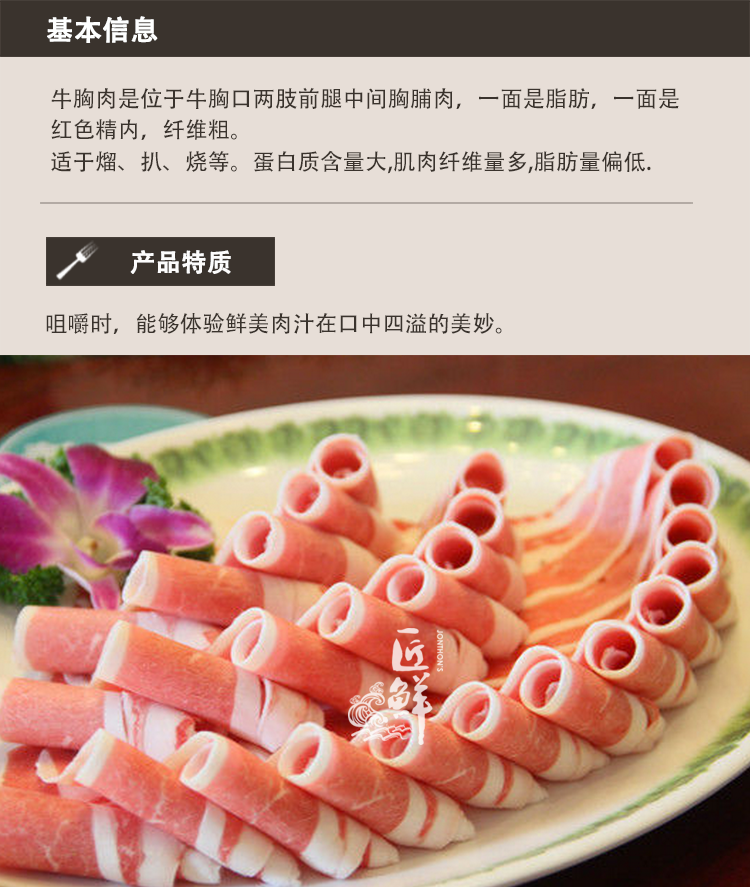 基本信息
牛胸肉是位于牛胸口两肢前腿中间胸脯肉，一面是脂肪，一面是
红色精内，纤维粗。
适于熘、扒、烧等。蛋白质含量大,肌肉纤维量多,脂肪量偏低.
产品特质
咀嚼时，能够体验鲜美肉汁在口中四溢的美妙。
匠鲜
JONTHON'S